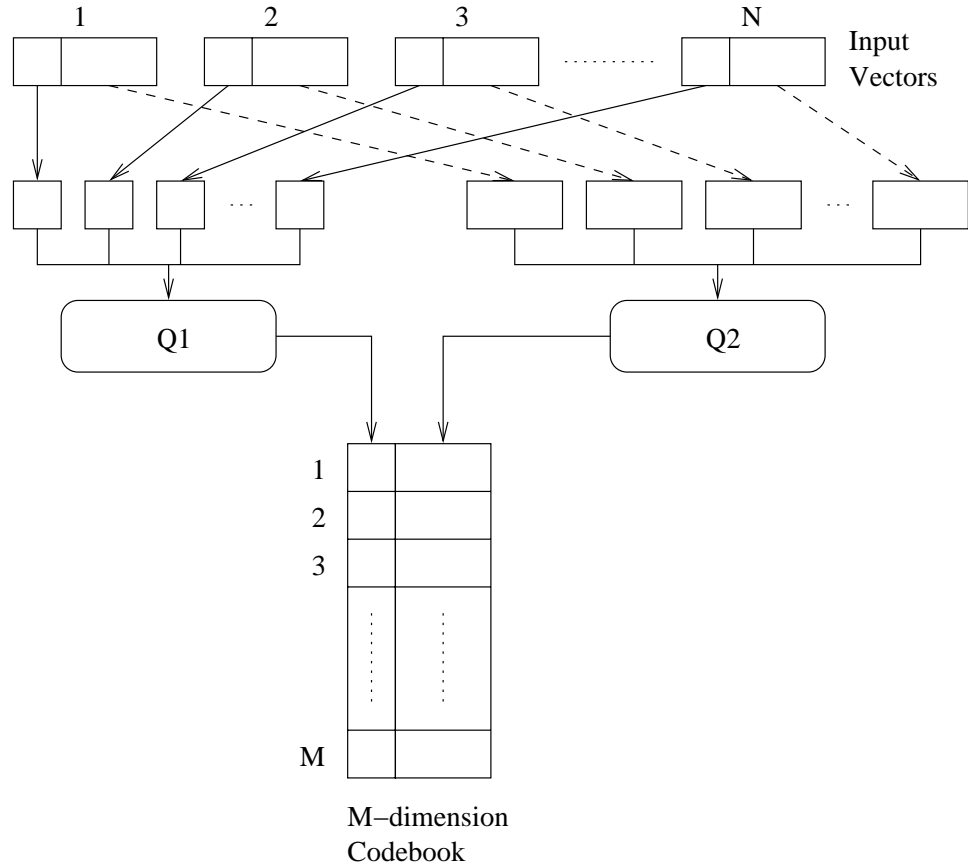 1 2 3 N
Input
Vectors
Q1 Q2
1
2
3
M
M−dimension
Codebook